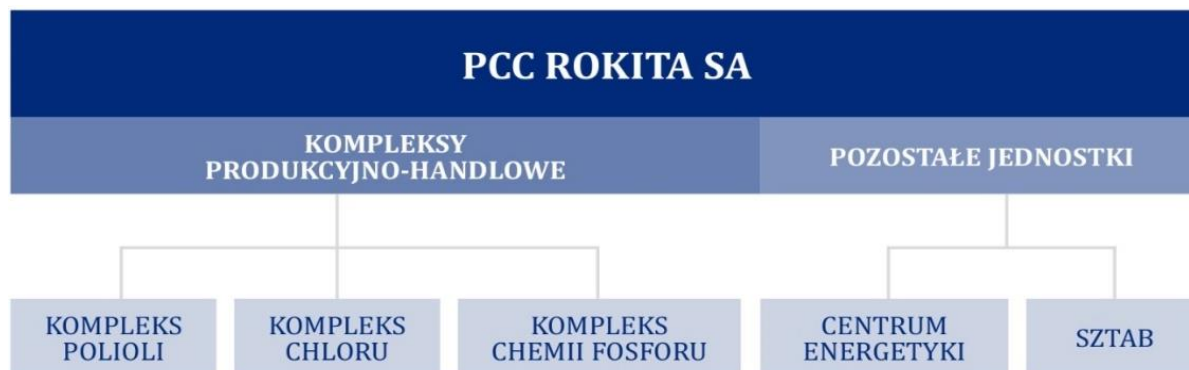 PCC ROKITA SA
KOMPLEKSY
PRODUKCYJNO-HANDLOWE
POZOSTAŁE JEDNOSTKI
KOMPLEKS
POLIOLI
KOMPLEKS
CHLORU
KOMPLEKS
CHEMII FOSFORU
CENTRUM
ENERGETYKI
SZTAB